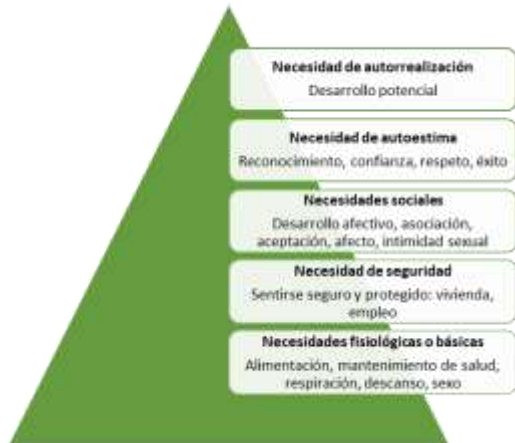 Necesidad de autorrealización
Desarrollo potencial
Necesidad de autoestima
Reconocimiento, confianza, respeto, éxito
Necesidades sociales
Desarrollo afectivo, asociación,
aceptación, afecto, intimidad sexual
Necesidad de seguridad
Sentirse seguro y protegido: vivienda,
empleo
Necesidades fisiológicas o básicas
Alimentación, mantenimiento de salud,
respiración, descanso, sexo